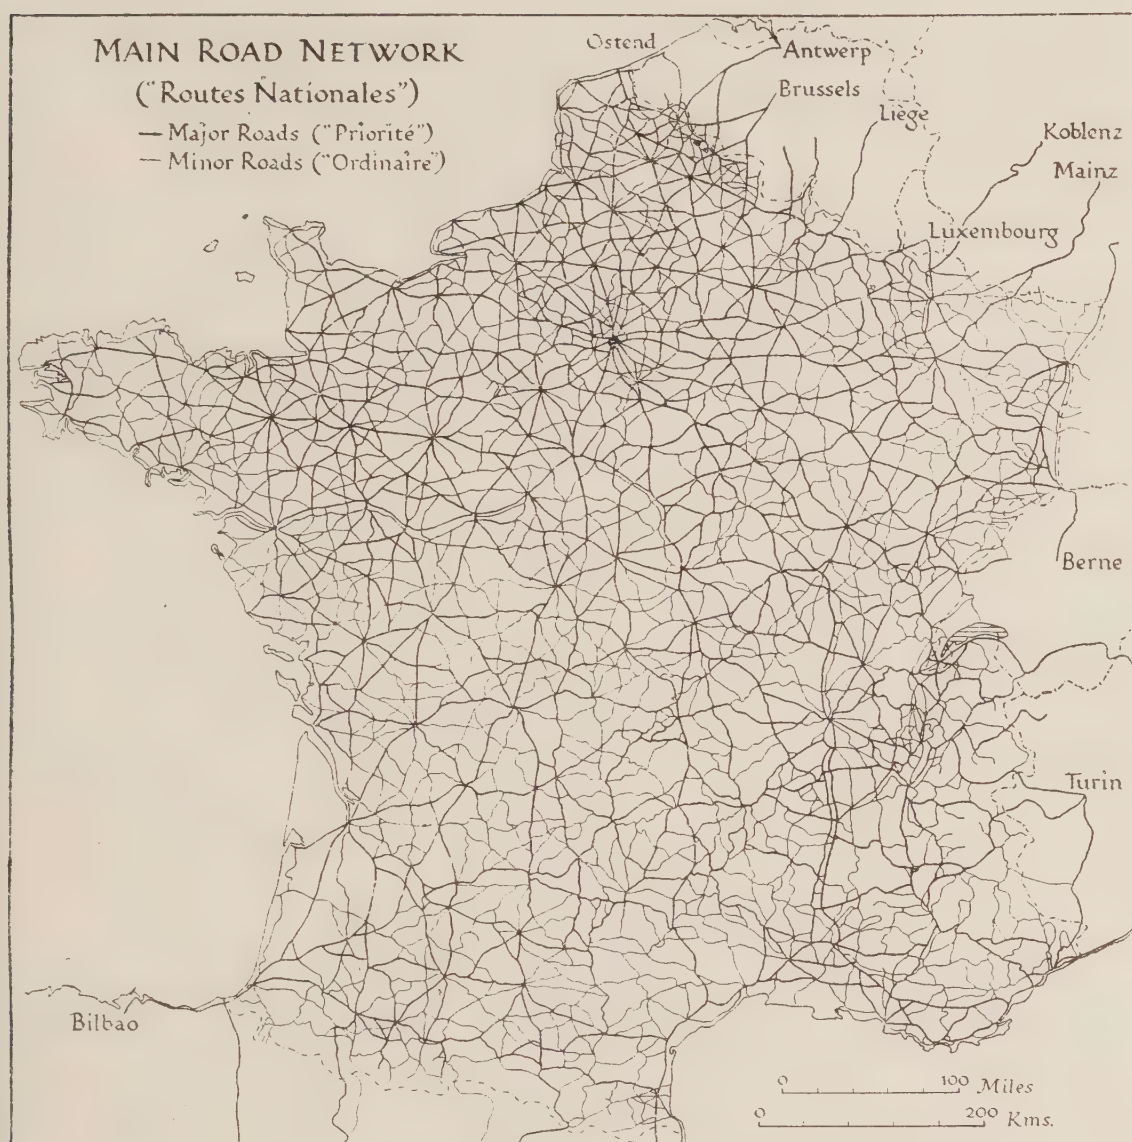 MAIN ROAD NETWORK
("Routes Nationales")
— Major Roads ("Priorité")
— Minor Roads ("Ordinaire")
Ostend
Antwerp
Brussels
Liège
Koblenz
Mainz
Luxembourg
Berne
Turin
Bilbao
0 100 Miles
0 200 Kms.